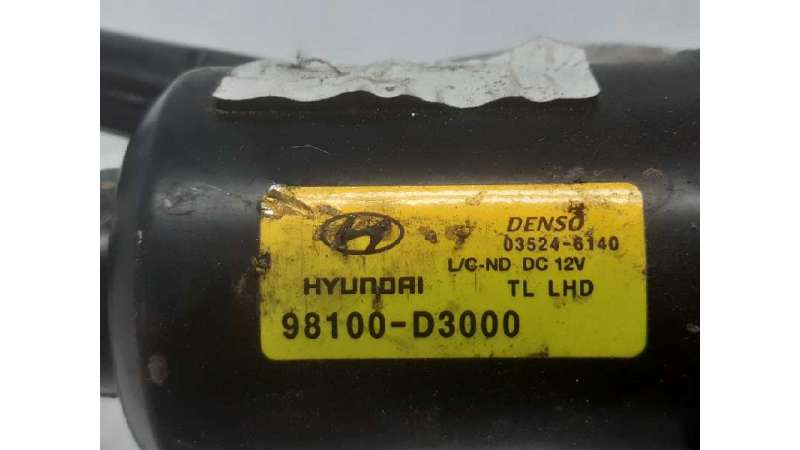 DENSO
03524-6140
L/C-ND DC 12V
HYUNDAI TL LHD
98100-D3000